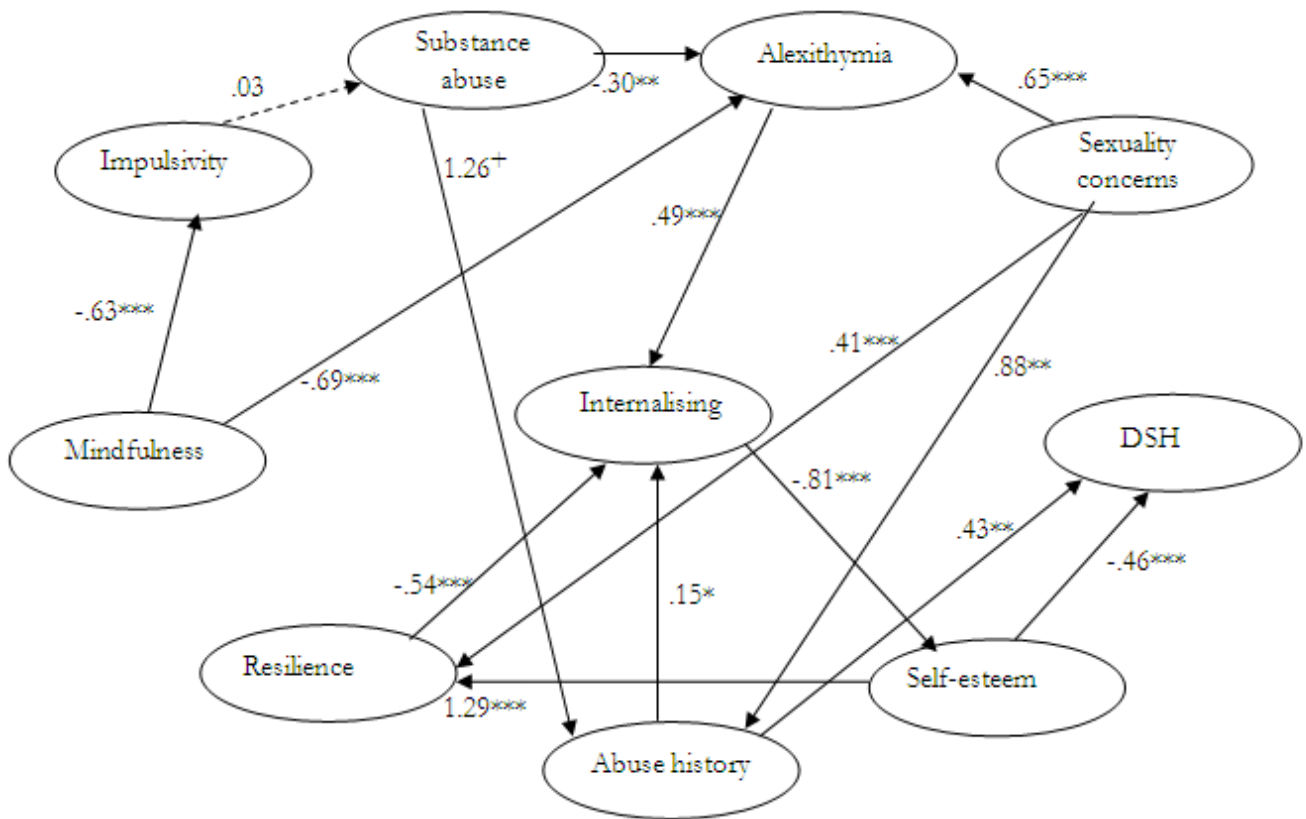 Substance
abuse
Alexithymia
.03
-.30**
.65***
Impulsivity
1.26+
Sexuality
concerns
.49***
-.63***
-.69***
.41***
.88**
Internalising
DSH
Mindfulness
-.81***
.43**
-.54***
.15*
-.46***
Resilience
Self-esteem
1.29***
Abuse history